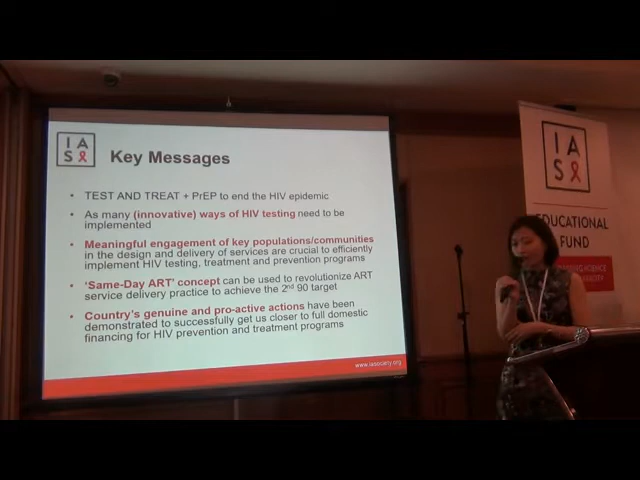 I A
S
Key Messages
• TEST AND TREAT + PrEP to end the HIV epidemic
• As many (innovative) ways of HIV testing need to be
implemented
• Meaningful engagement of key populations/communities
in the design and delivery of services are crucial to efficiently
implement HIV testing, treatment and prevention programs
• ‘Same-Day ART’ concept can be used to revolutionize ART
service delivery practice to achieve the 2nd 90 target
• Country’s genuine and pro-active actions have been
demonstrated to successfully get us closer to full domestic
financing for HIV prevention and treatment programs
www.iasociety.org
I A
S
EDUCATIONAL
FUND